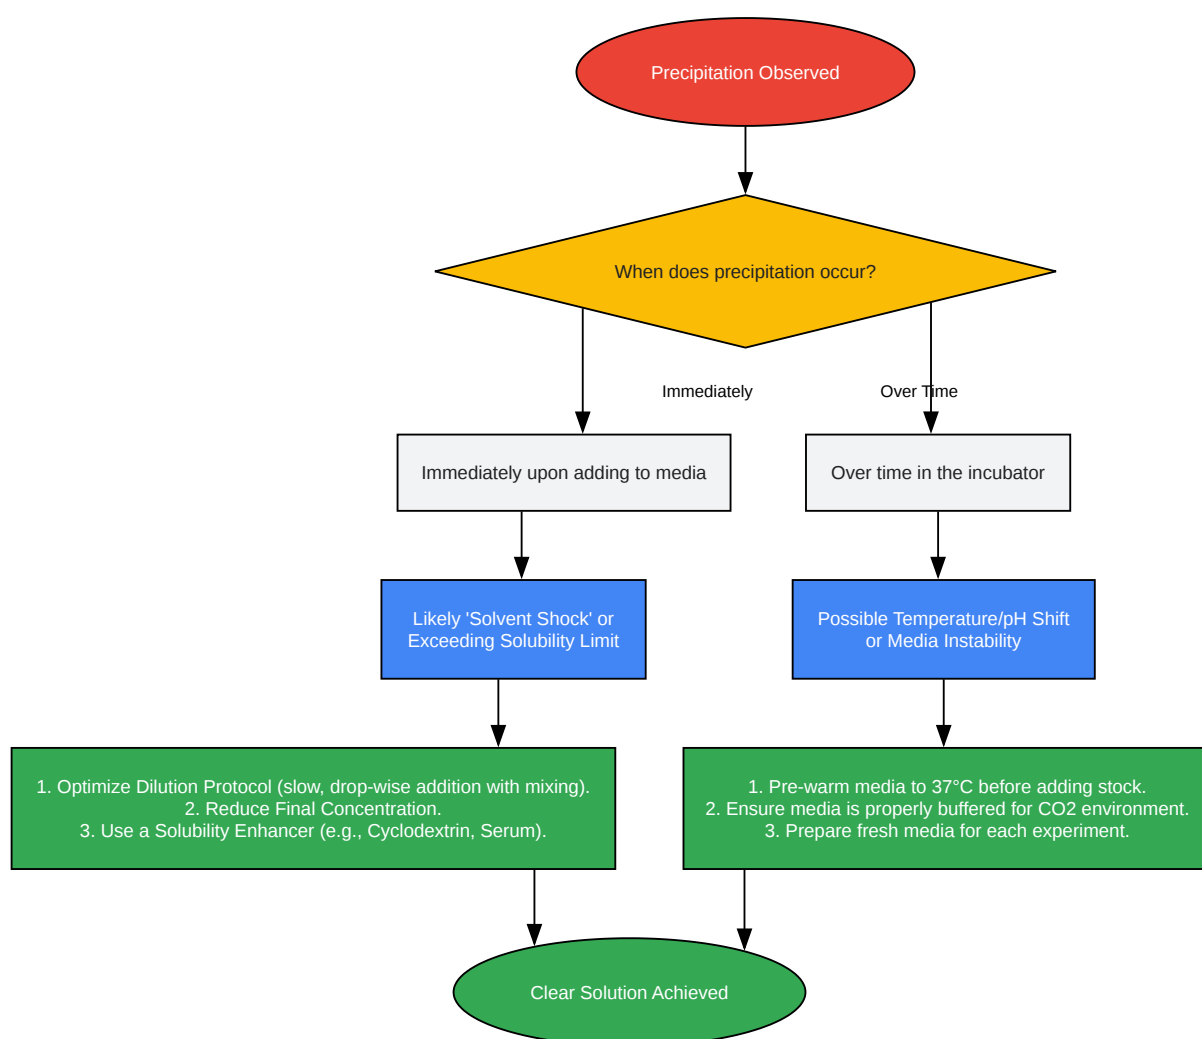 Precipitation Observed
When does precipitation occur?
Immediately
Over Time
Immediately upon adding to media
Over time in the incubator
Likely 'Solvent Shock' or
Exceeding Solubility Limit
Possible Temperature/pH Shift
or Media Instability
1. Optimize Dilution Protocol (slow, drop-wise addition with mixing).
2. Reduce Final Concentration.
3. Use a Solubility Enhancer (e.g., Cyclodextrin, Serum).
1. Pre-warm media to 37°C before adding stock.
2. Ensure media is properly buffered for CO2 environment.
3. Prepare fresh media for each experiment.
Clear Solution Achieved